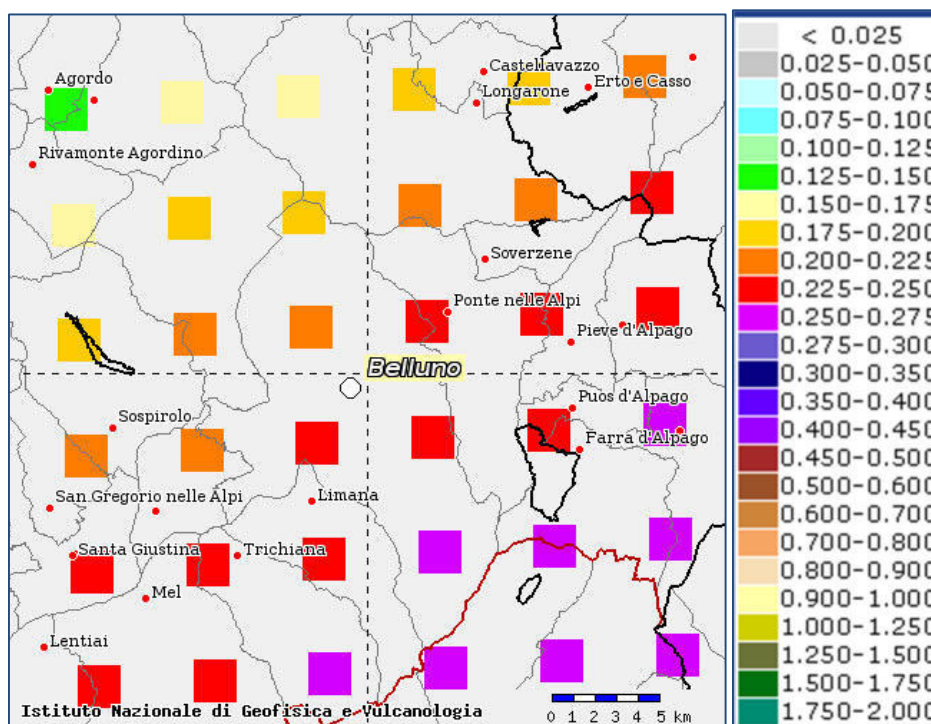 Castellavazzo
Agordo
Erto e Casso
Longarone
Rivamonte Agordino
Soverzene
Ponte nelle Alpi
Pieve d'Alpago
Belluno
Puos d'Alpago
Sospirolo
Farra d'Alpago
San Gregorio nelle Alpi
Limana
Santa Giustina
Trichiana
Mel
Lentiai
Istituto Nazionale di Geofisica e Vulcanologia
0 1 2 3 4 5 km
< 0.025
0.025-0.050
0.050-0.075
0.075-0.100
0.100-0.125
0.125-0.150
0.150-0.175
0.175-0.200
0.200-0.225
0.225-0.250
0.250-0.275
0.275-0.300
0.300-0.350
0.350-0.400
0.400-0.450
0.450-0.500
0.500-0.600
0.600-0.700
0.700-0.800
0.800-0.900
0.900-1.000
1.000-1.250
1.250-1.500
1.500-1.750
1.750-2.000